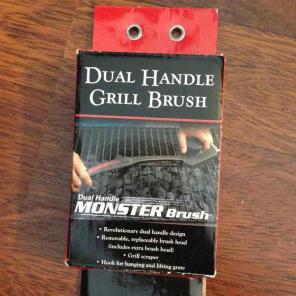 DUAL HANDLE
GRILL BRUSH
Dual Handle
MONSTER Brush
• Revolutionary dual handle design
• Removable, replaceable brush head
(includes extra brush head)
• Grill scraper
• Hook for hanging and lifting grate